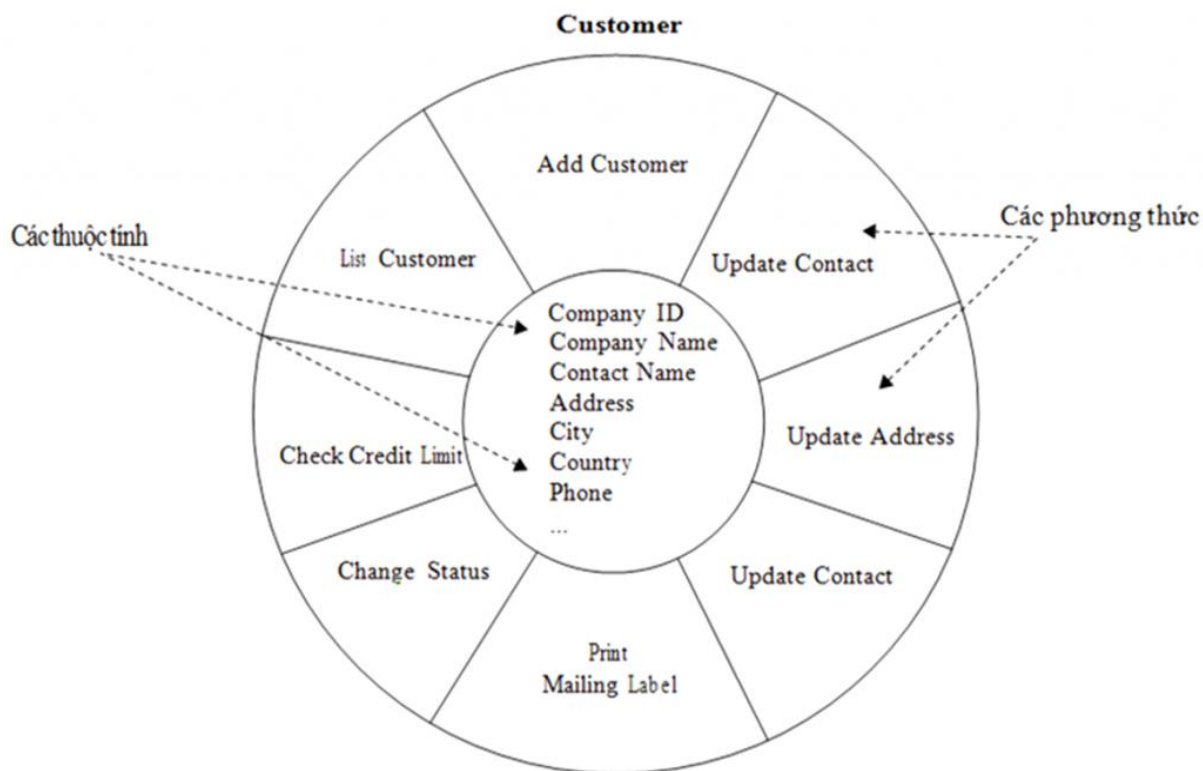 Customer
Add Customer
Các thuộc tính
Các phương thức
List Customer
Update Contact
Company ID
Company Name
Contact Name
Address
City
Country
Phone
...
Check Credit Limit
Update Address
Change Status
Update Contact
Print
Mailing Label